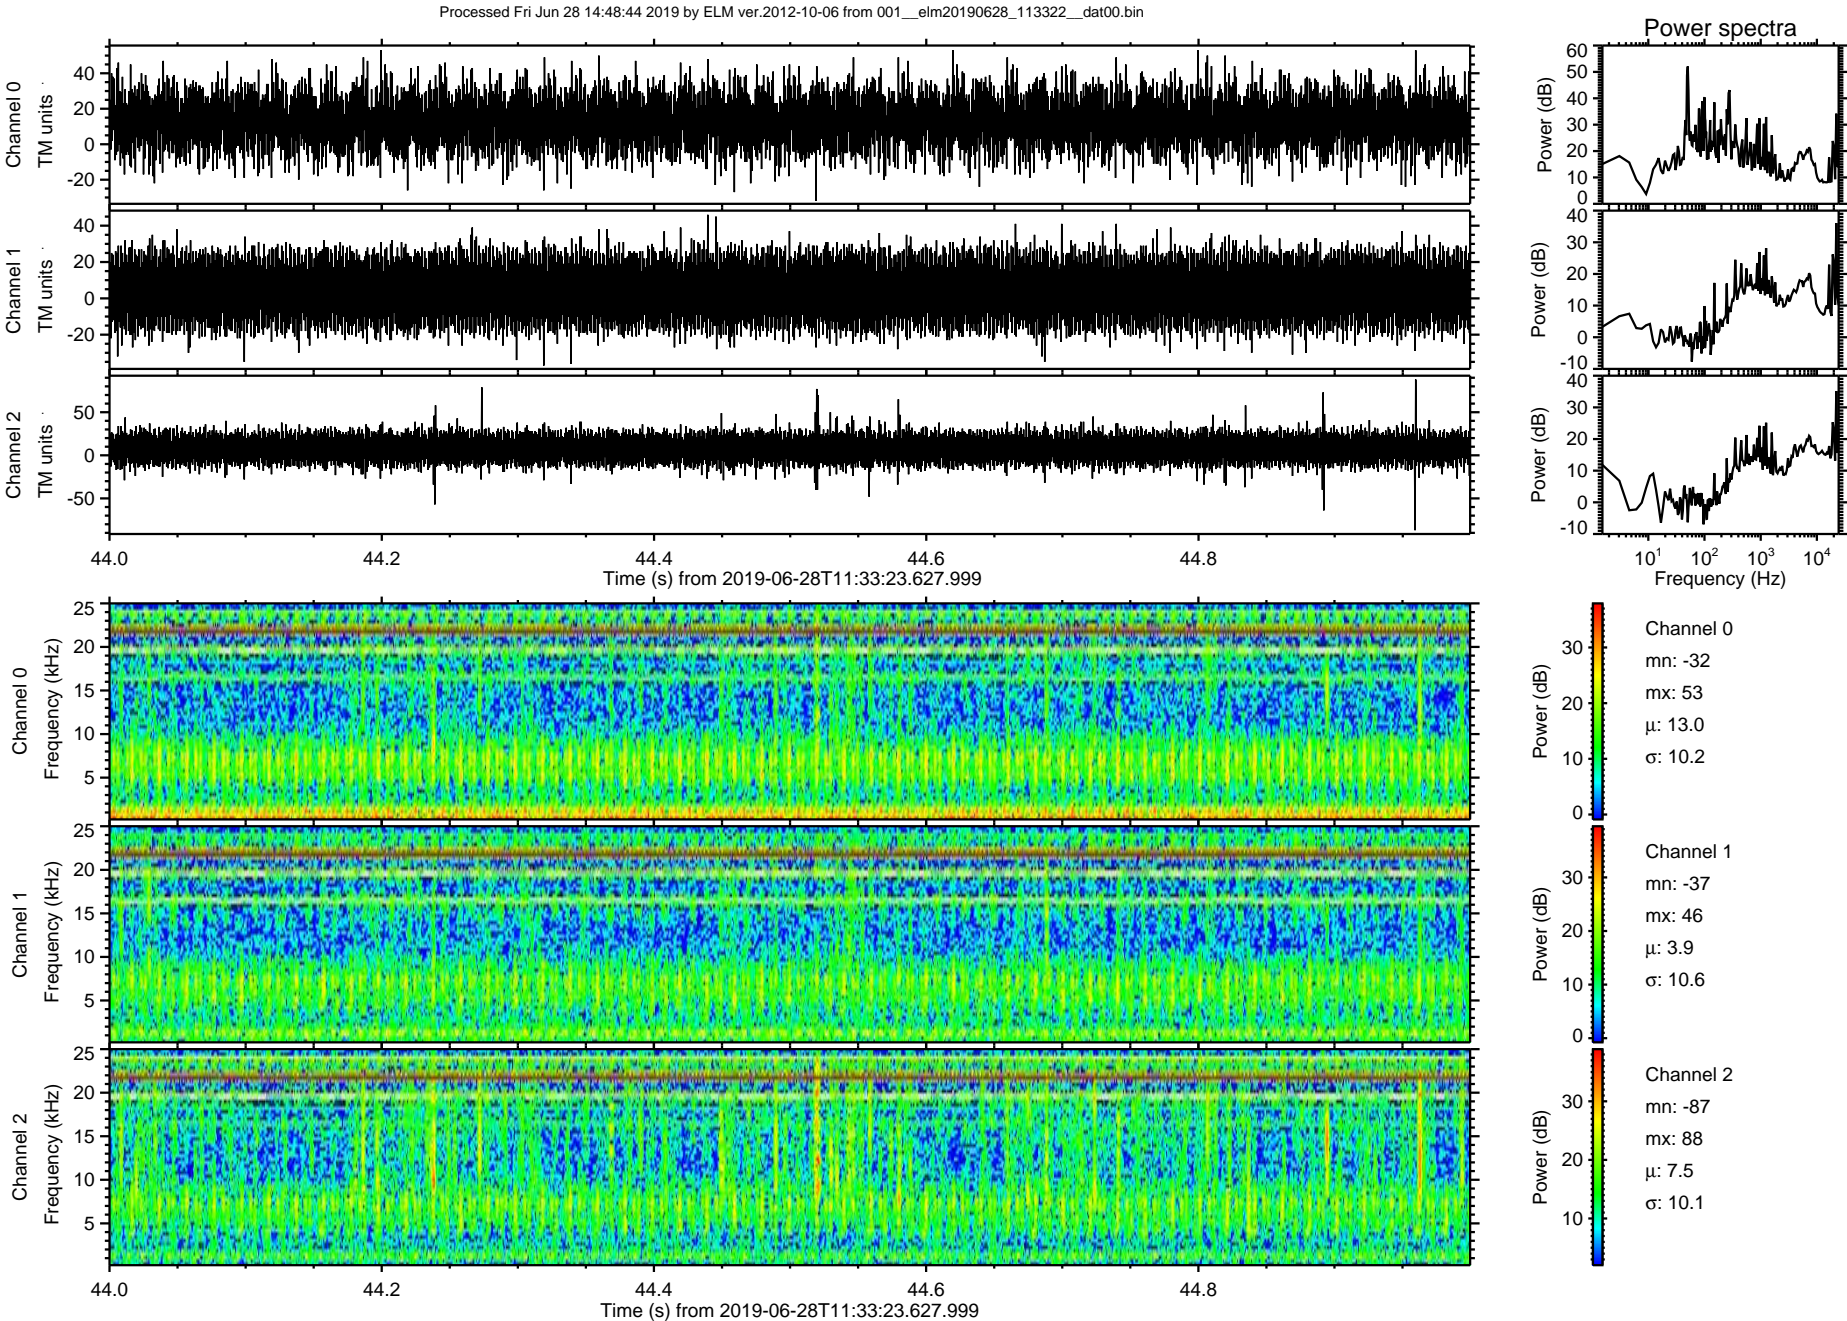 Processed Fri Jun 28 14:48:44 2019 by ELM ver.2012-10-06 from 001__elm20190628_113322__dat00.bin
Power spectra
Channel 0
TM units
40
20
0
-20
Power (dB)
60
50
40
30
20
10
0
Channel 1
TM units
40
20
0
-20
Power (dB)
40
30
20
10
0
-10
Channel 2
TM units
50
0
-50
Power (dB)
40
30
20
10
0
-10
44.0 44.2 44.4 44.6 44.8
Time (s) from 2019-06-28T11:33:23.627.999
10¹ 10² 10³ 10⁴
Frequency (Hz)
Channel 0
Frequency (kHz)
25
20
15
10
5
Power (dB)
30
20
10
0
Channel 0
mn: -32
mx: 53
μ: 13.0
σ: 10.2
Channel 1
Frequency (kHz)
25
20
15
10
5
Power (dB)
30
20
10
0
Channel 1
mn: -37
mx: 46
μ: 3.9
σ: 10.6
Channel 2
Frequency (kHz)
25
20
15
10
5
Power (dB)
30
20
10
Channel 2
mn: -87
mx: 88
μ: 7.5
σ: 10.1
44.0 44.2 44.4 44.6 44.8
Time (s) from 2019-06-28T11:33:23.627.999